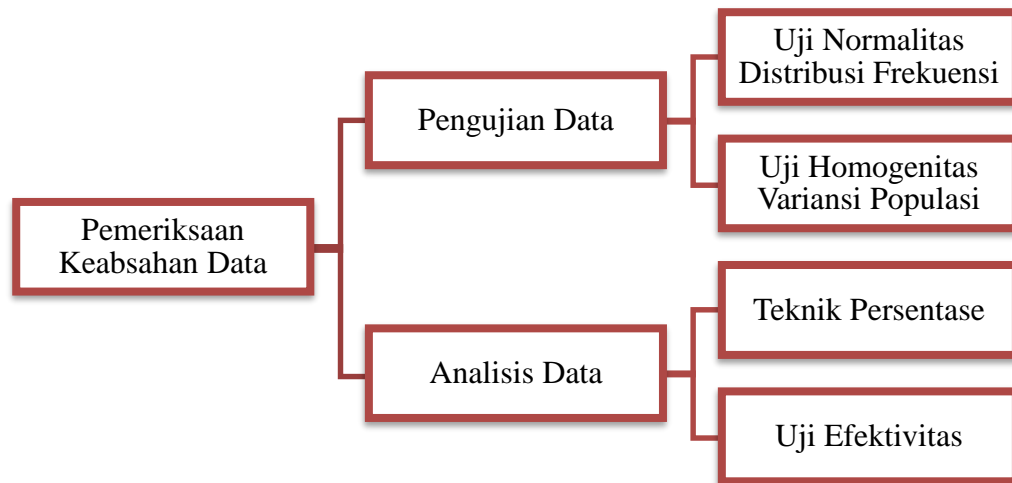 Pemeriksaan
Keabsahan Data
Pengujian Data
Uji Normalitas
Distribusi Frekuensi
Uji Homogenitas
Variansi Populasi
Analisis Data
Teknik Persentase
Uji Efektivitas